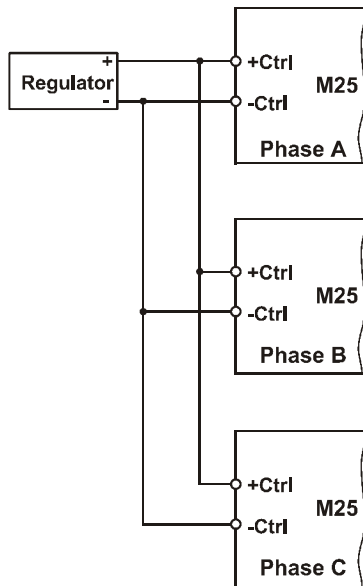 +
Regulator
-
+Ctrl
M25
-Ctrl
Phase A
+Ctrl
M25
-Ctrl
Phase B
+Ctrl
M25
-Ctrl
Phase C